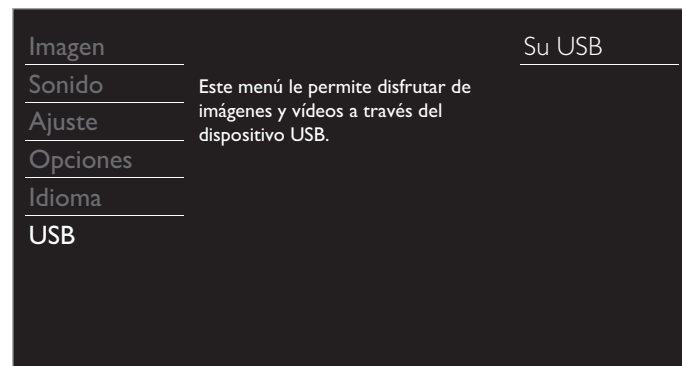 Imagen
Sonido
Ajuste
Opciones
Idioma
USB
Este menú le permite disfrutar de
imágenes y vídeos a través del
dispositivo USB.
Su USB